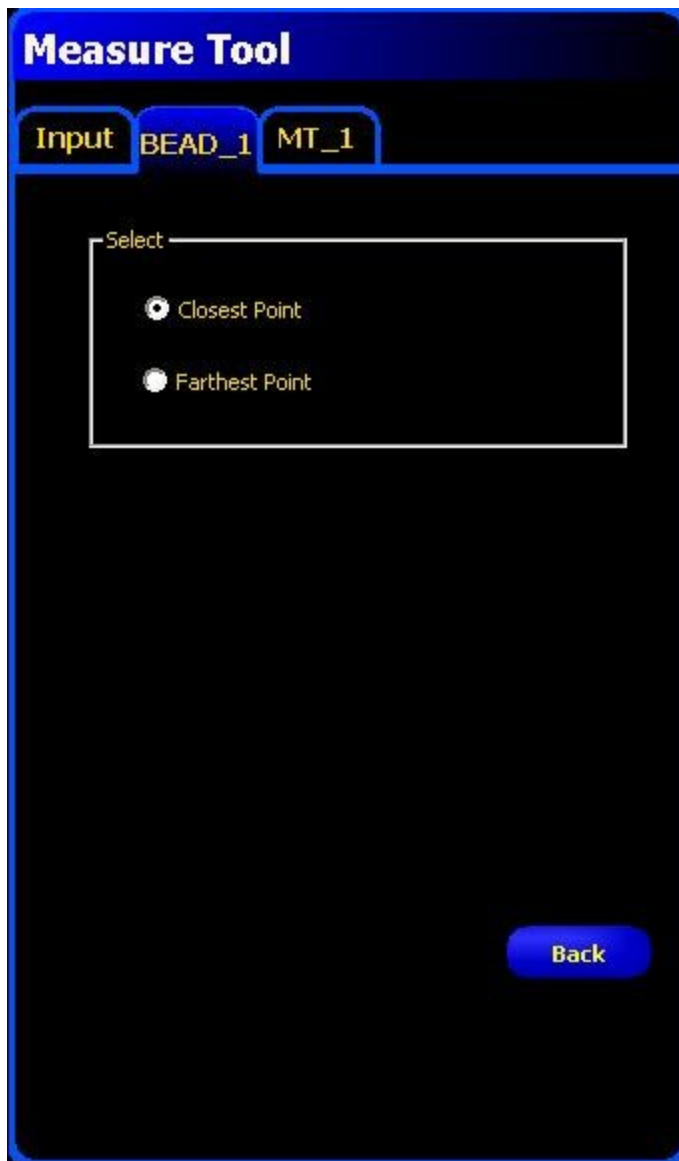 Measure Tool
Input BEAD_1 MT_1
Select
Closest Point
Farthest Point
Back